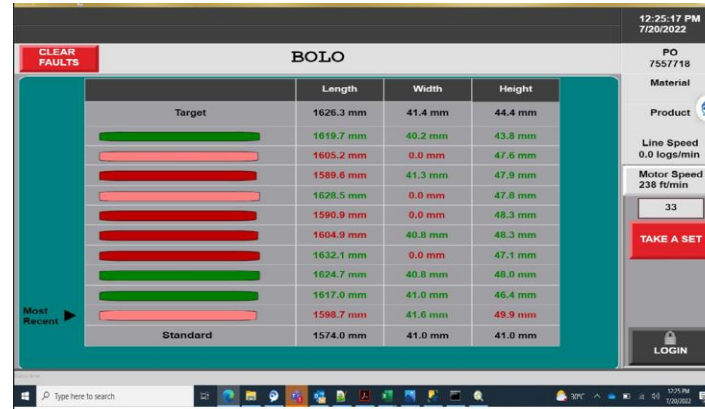 12:25:17 PM
7/20/2022
CLEAR
FAULTS
BOLO
PO
7557718
Length Width Height
Material
Target 1626.3 mm 41.4 mm 44.4 mm
Product
1619.7 mm 40.2 mm 43.8 mm
1605.2 mm 0.0 mm 47.6 mm
Line Speed
0.0 logs/min
1589.6 mm 41.3 mm 47.9 mm
1628.5 mm 0.0 mm 47.8 mm
Motor Speed
238 ft/min
1590.9 mm 0.0 mm 48.3 mm
33
1604.9 mm 40.8 mm 48.3 mm
TAKE A SET
1632.1 mm 0.0 mm 47.1 mm
1624.7 mm 40.8 mm 48.0 mm
1617.0 mm 41.0 mm 46.4 mm
Most
Recent
1598.7 mm 41.6 mm 49.9 mm
Standard 1574.0 mm 41.0 mm 41.0 mm
LOGIN
Type here to search
30°C
12:25 PM
7/20/2022